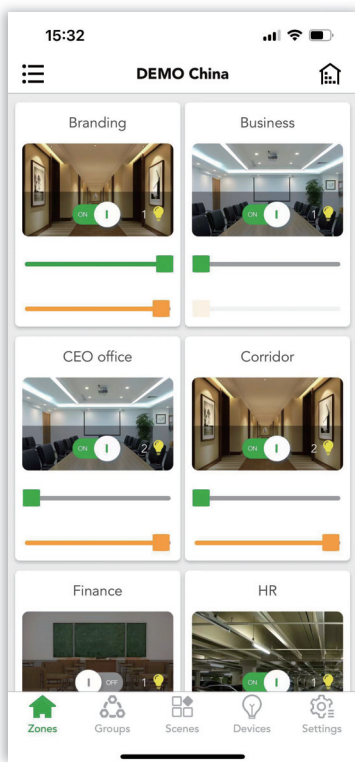 15:32
DEMO China
Branding
Business
ON 1
ON 1
CEO office
Corridor
ON 2
ON 2
Finance
HR
OFF 1
ON 1
Zones
Groups
Scenes
Devices
Settings